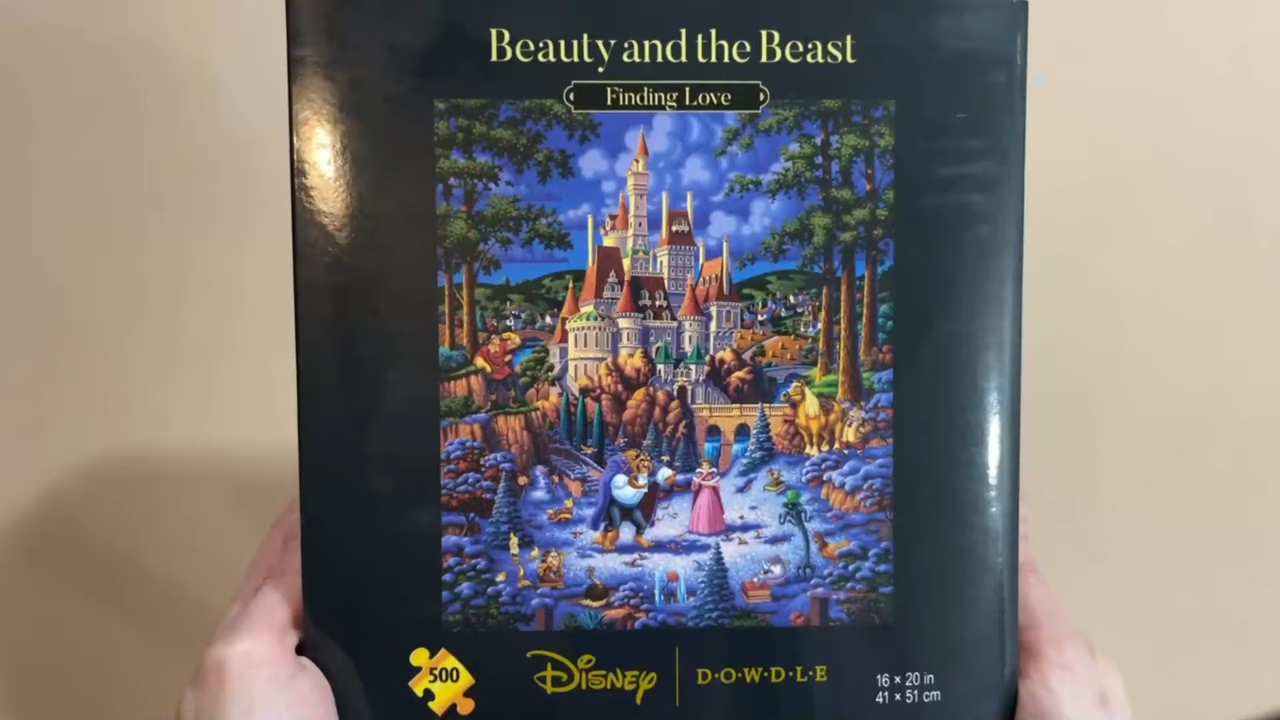 Beauty and the Beast
Finding Love
500
Disney
D·O·W·D·L·E
16 × 20 in
41 × 51 cm